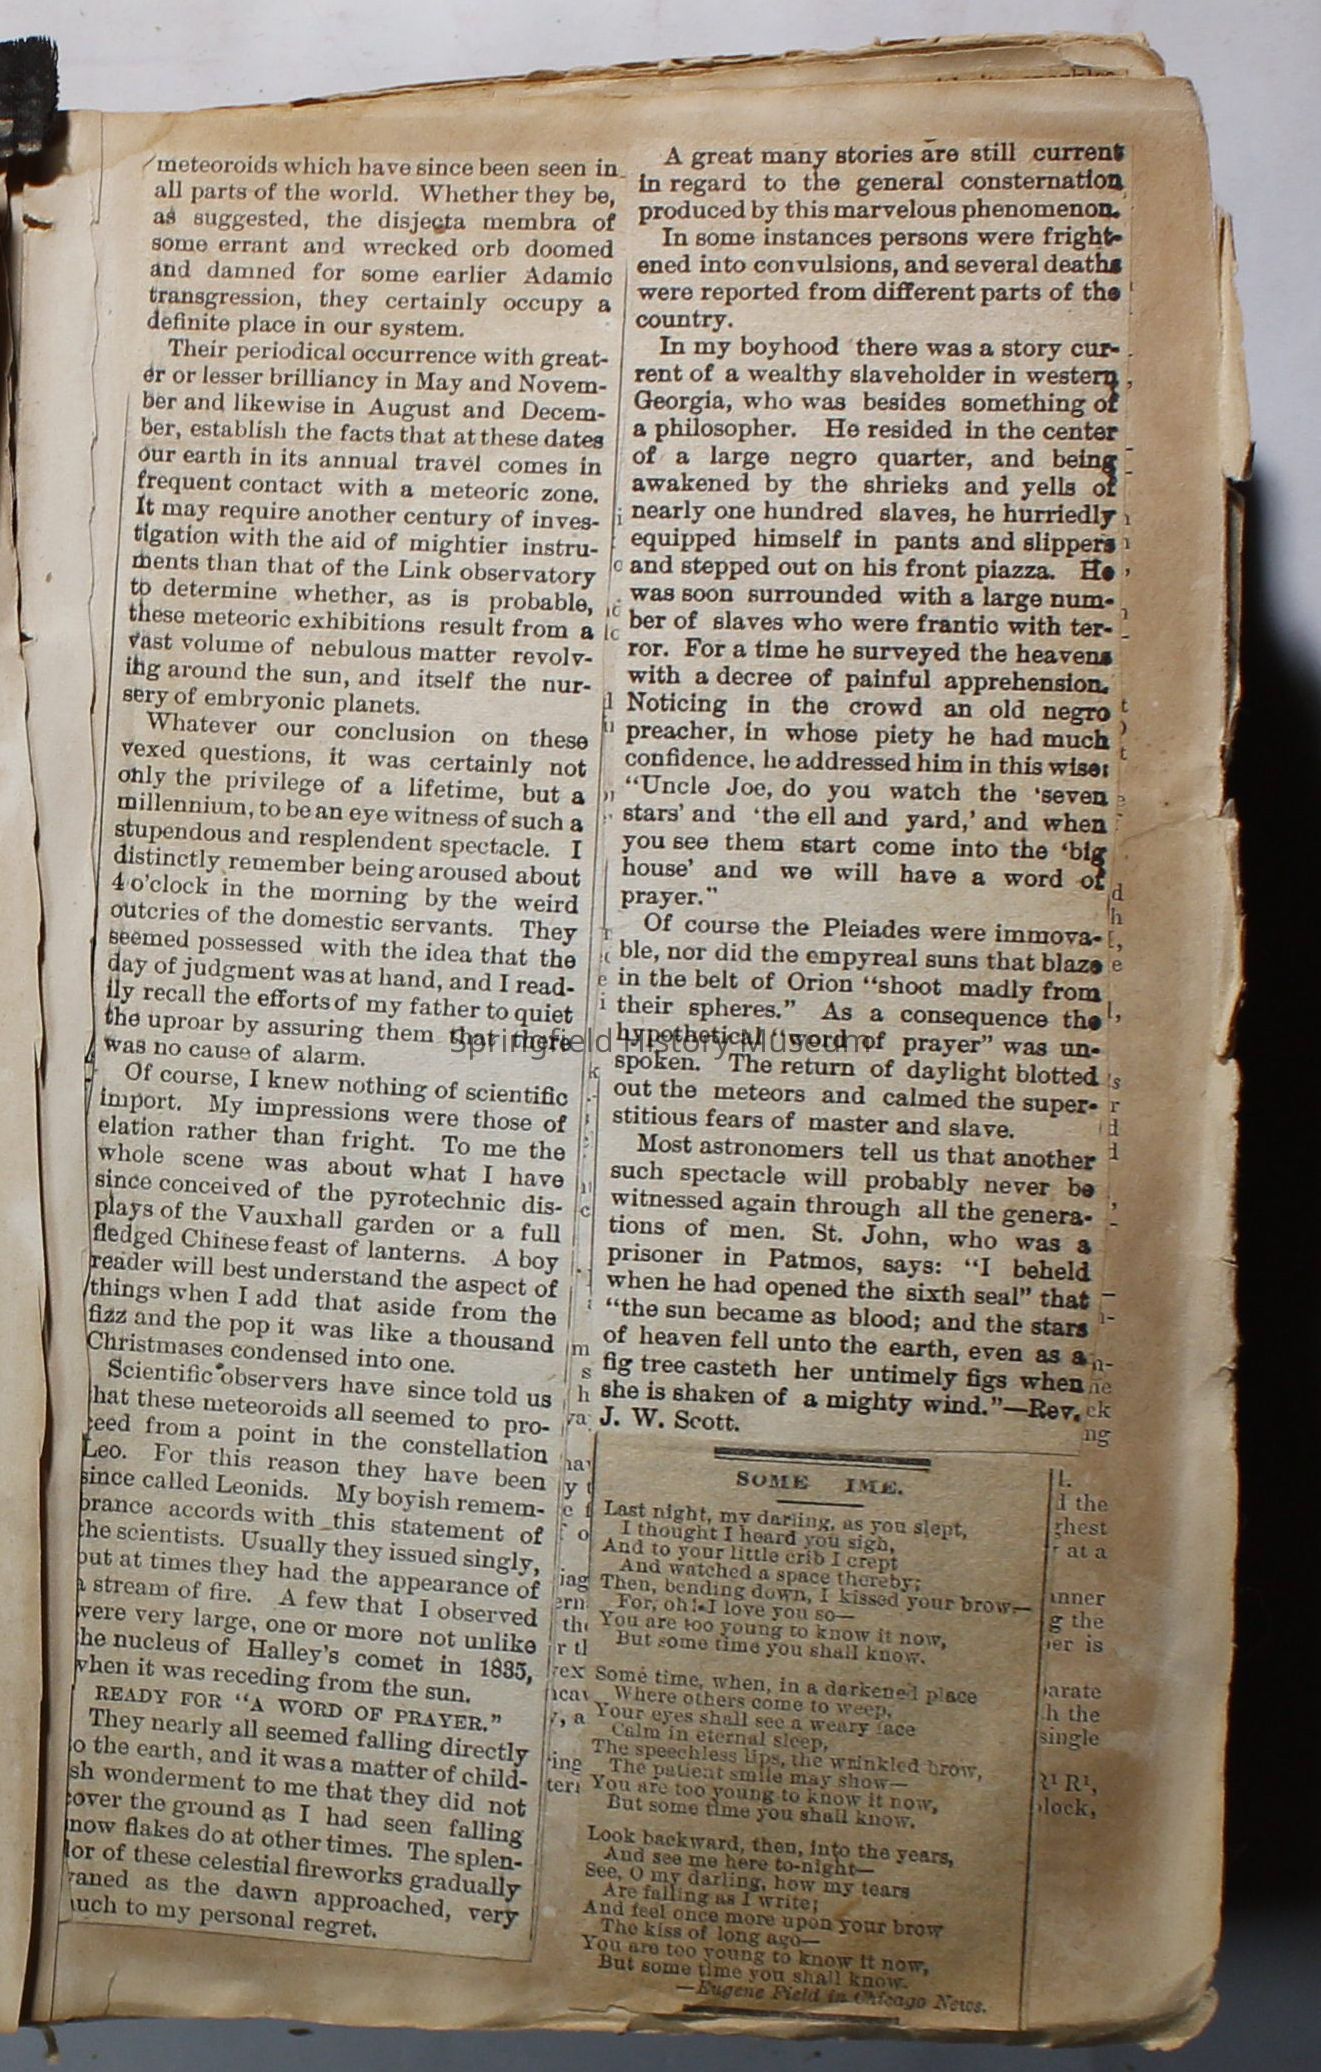 meteoroids which have since been seen in
all parts of the world. Whether they be,
as suggested, the disjecta membra of
some errant and wrecked orb doomed
and damned for some earlier Adamic
transgression, they certainly occupy a
definite place in our system.
Their periodical occurrence with great-
er or lesser brilliancy in May and Novem-
ber and likewise in August and Decem-
ber, establish the facts that at these dates
our earth in its annual travel comes in
frequent contact with a meteoric zone.
It may require another century of inves-
tigation with the aid of mightier instru-
ments than that of the Link observatory
to determine whether, as is probable,
these meteoric exhibitions result from a
vast volume of nebulous matter revolv-
ing around the sun, and itself the nur-
sery of embryonic planets.
Whatever our conclusion on these
vexed questions, it was certainly not
only the privilege of a lifetime, but a
millennium, to be an eye witness of such a
stupendous and resplendent spectacle. I
distinctly remember being aroused about
4 o'clock in the morning by the weird
outcries of the domestic servants. They
seemed possessed with the idea that the
day of judgment was at hand, and I read-
ily recall the efforts of my father to quiet
the uproar by assuring them that there
was no cause of alarm.
Of course, I knew nothing of scientific
import. My impressions were those of
elation rather than fright. To me the
whole scene was about what I have
since conceived of the pyrotechnic dis-
plays of the Vauxhall garden or a full
fledged Chinese feast of lanterns. A boy
reader will best understand the aspect of
things when I add that aside from the
fizz and the pop it was like a thousand
Christmases condensed into one.
Scientific observers have since told us
hat these meteoroids all seemed to pro-
ceed from a point in the constellation
Leo. For this reason they have been
since called Leonids. My boyish remem-
brance accords with this statement of
the scientists. Usually they issued singly,
but at times they had the appearance of
a stream of fire. A few that I observed
were very large, one or more not unlike
the nucleus of Halley's comet in 1835,
when it was receding from the sun.
READY FOR "A WORD OF PRAYER."
They nearly all seemed falling directly
o the earth, and it was a matter of child-
sh wonderment to me that they did not
cover the ground as I had seen falling
now flakes do at other times. The splen-
dor of these celestial fireworks gradually
waned as the dawn approached, very
much to my personal regret.
A great many stories are still current
in regard to the general consternation
produced by this marvelous phenomenon.
In some instances persons were fright-
ened into convulsions, and several deaths
were reported from different parts of the
country.
In my boyhood there was a story cur-
rent of a wealthy slaveholder in western
Georgia, who was besides something of
a philosopher. He resided in the center
of a large negro quarter, and being
awakened by the shrieks and yells of
nearly one hundred slaves, he hurriedly
equipped himself in pants and slippers
and stepped out on his front piazza. He
was soon surrounded with a large num-
ber of slaves who were frantic with ter-
ror. For a time he surveyed the heavens
with a decree of painful apprehension.
Noticing in the crowd an old negro
preacher, in whose piety he had much
confidence, he addressed him in this wise:
"Uncle Joe, do you watch the 'seven
stars' and 'the ell and yard,' and when
you see them start come into the 'big
house' and we will have a word of
prayer."
Of course the Pleiades were immova-
ble, nor did the empyreal suns that blaze
in the belt of Orion "shoot madly from
their spheres." As a consequence the
hypothetical "word of prayer" was un-
spoken. The return of daylight blotted
out the meteors and calmed the super-
stitious fears of master and slave.
Most astronomers tell us that another
such spectacle will probably never be
witnessed again through all the genera-
tions of men. St. John, who was a
prisoner in Patmos, says: "I beheld
when he had opened the sixth seal" that
"the sun became as blood; and the stars
of heaven fell unto the earth, even as a
fig tree casteth her untimely figs when
she is shaken of a mighty wind."—Rev.
J. W. Scott.
SOME IME.
Last night, my darling, as you slept,
I thought I heard you sigh,
And to your little crib I crept
And watched a space thereby;
Then, bending down, I kissed your brow—
For, oh! I love you so—
You are too young to know it now,
But some time you shall know.
Some time, when, in a darkened place
Where others come to weep,
Your eyes shall see a weary face
Calm in eternal sleep,
The speechless lips, the wrinkled brow,
The patient smile may show—
You are too young to know it now,
But some time you shall know.
Look backward, then, into the years,
And see me here to-night—
See, O my darling, how my tears
Are falling as I write;
And feel once more upon your brow
The kiss of long ago—
You are too young to know it now,
But some time you shall know.
—Eugene Field in Chicago News.
Springfield History Museum